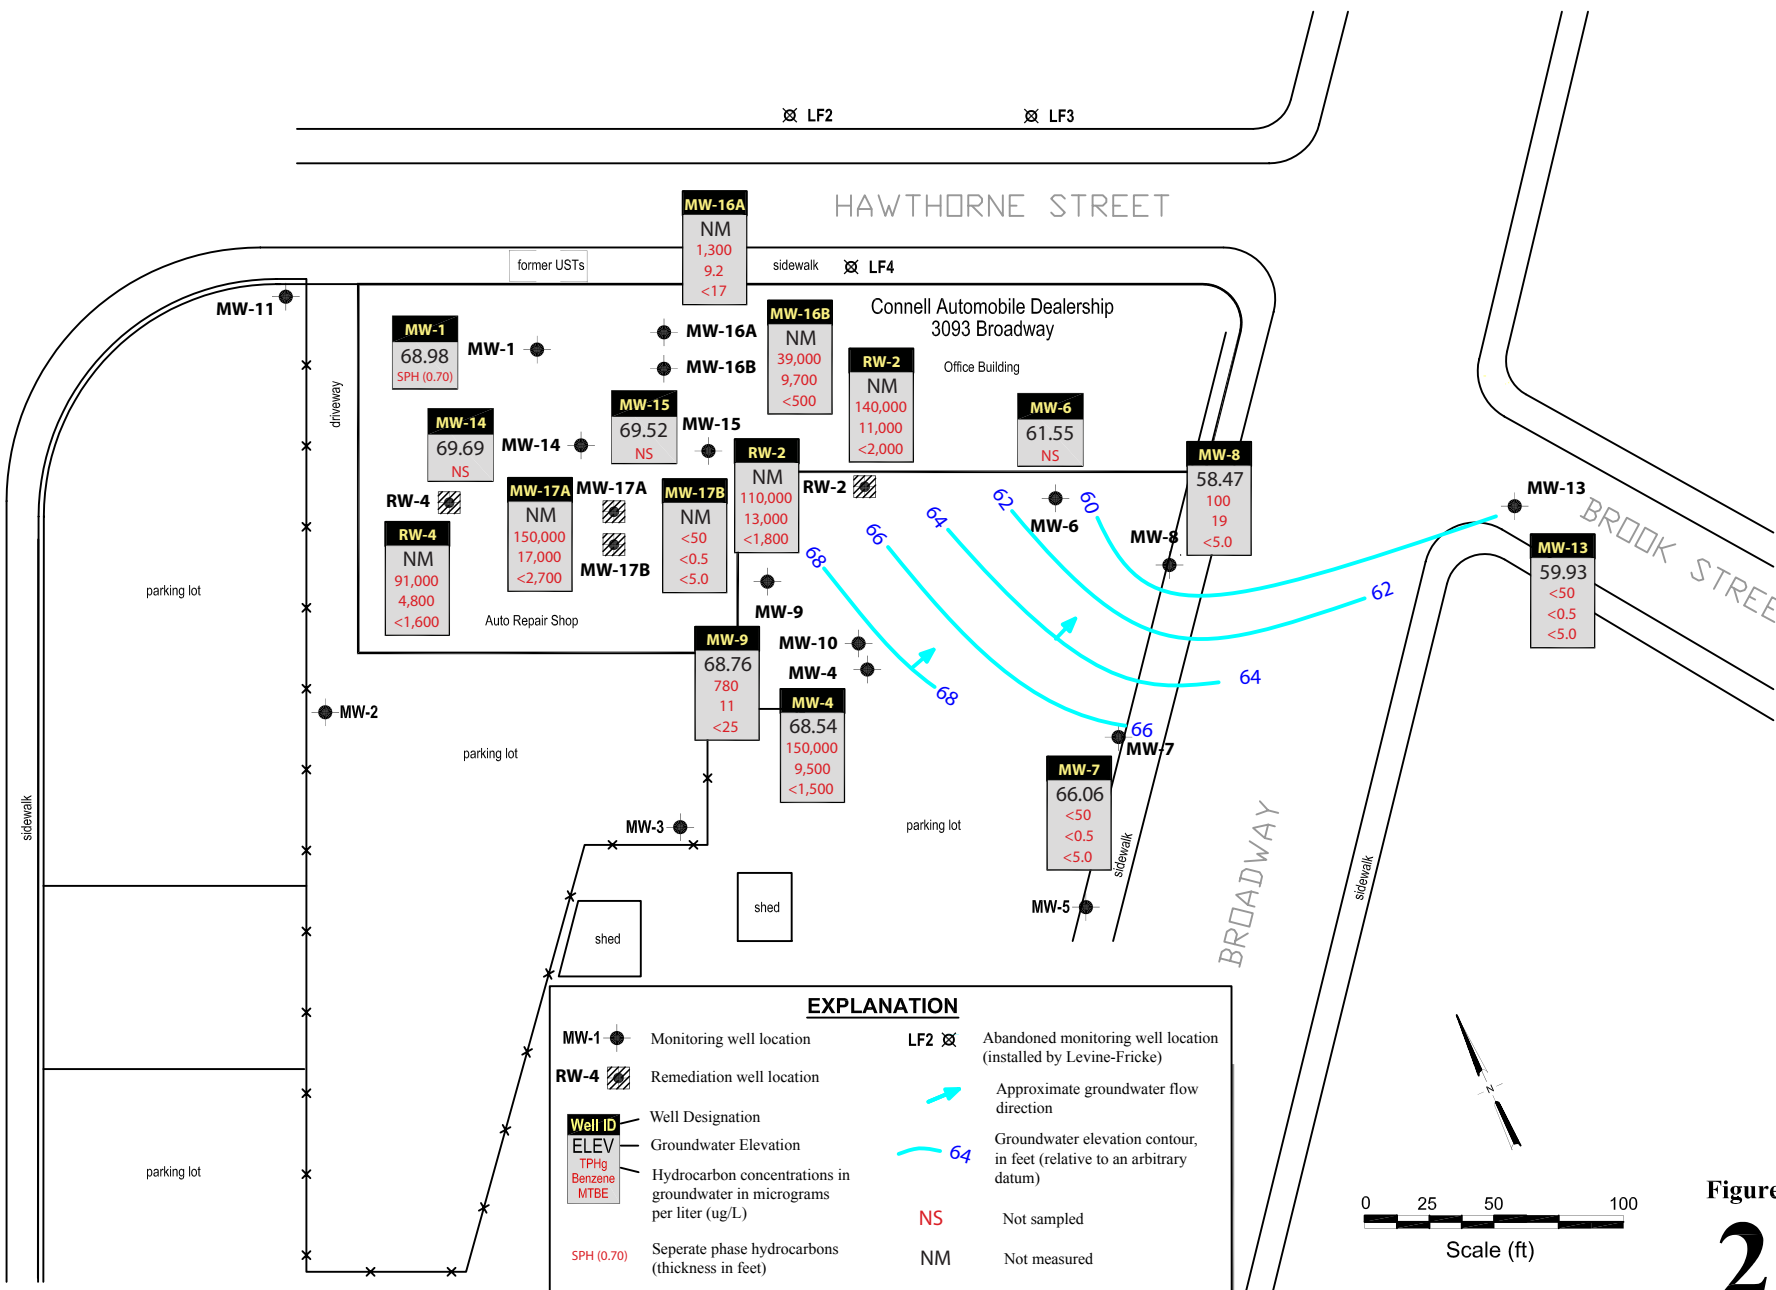 LF2
LF3
HAWTHORNE STREET
MW-16A
NM
1,300
9.2
<17
former USTs
sidewalk
LF4
MW-11
Connell Automobile Dealership
3093 Broadway
Office Building
MW-1
68.98
SPH (0.70)
MW-1
MW-16A
MW-16B
MW-16B
NM
39,000
9,700
<500
RW-2
NM
140,000
11,000
<2,000
driveway
MW-14
69.69
NS
MW-14
MW-15
69.52
NS
MW-15
MW-6
61.55
NS
MW-8
58.47
100
19
<5.0
RW-2
NM
110,000
13,000
<1,800
RW-2
RW-4
MW-17A
NM
150,000
17,000
<2,700
MW-17A
MW-17B
MW-17B
NM
<50
<0.5
<5.0
RW-4
NM
91,000
4,800
<1,600
Auto Repair Shop
68
66
64
62
60
MW-6
MW-8
MW-13
BROOK STREE
MW-13
59.93
<50
<0.5
<5.0
parking lot
MW-9
MW-10
MW-4
MW-9
68.76
780
11
<25
MW-4
68.54
150,000
9,500
<1,500
62
64
68
66
MW-7
MW-7
66.06
<50
<0.5
<5.0
MW-2
parking lot
MW-3
parking lot
sidewalk
sidewalk
sidewalk
BROADWAY
MW-5
shed
shed
parking lot
EXPLANATION
MW-1
Monitoring well location
RW-4
Remediation well location
Well ID
ELEV
TPHg
Benzene
MTBE
Well Designation
Groundwater Elevation
Hydrocarbon concentrations in
groundwater in micrograms
per liter (ug/L)
SPH (0.70)
Seperate phase hydrocarbons
(thickness in feet)
LF2
Abandoned monitoring well location
(installed by Levine-Fricke)
Approximate groundwater flow
direction
64
Groundwater elevation contour,
in feet (relative to an arbitrary
datum)
NS
Not sampled
NM
Not measured
N
0 25 50 100
Scale (ft)
Figure
2